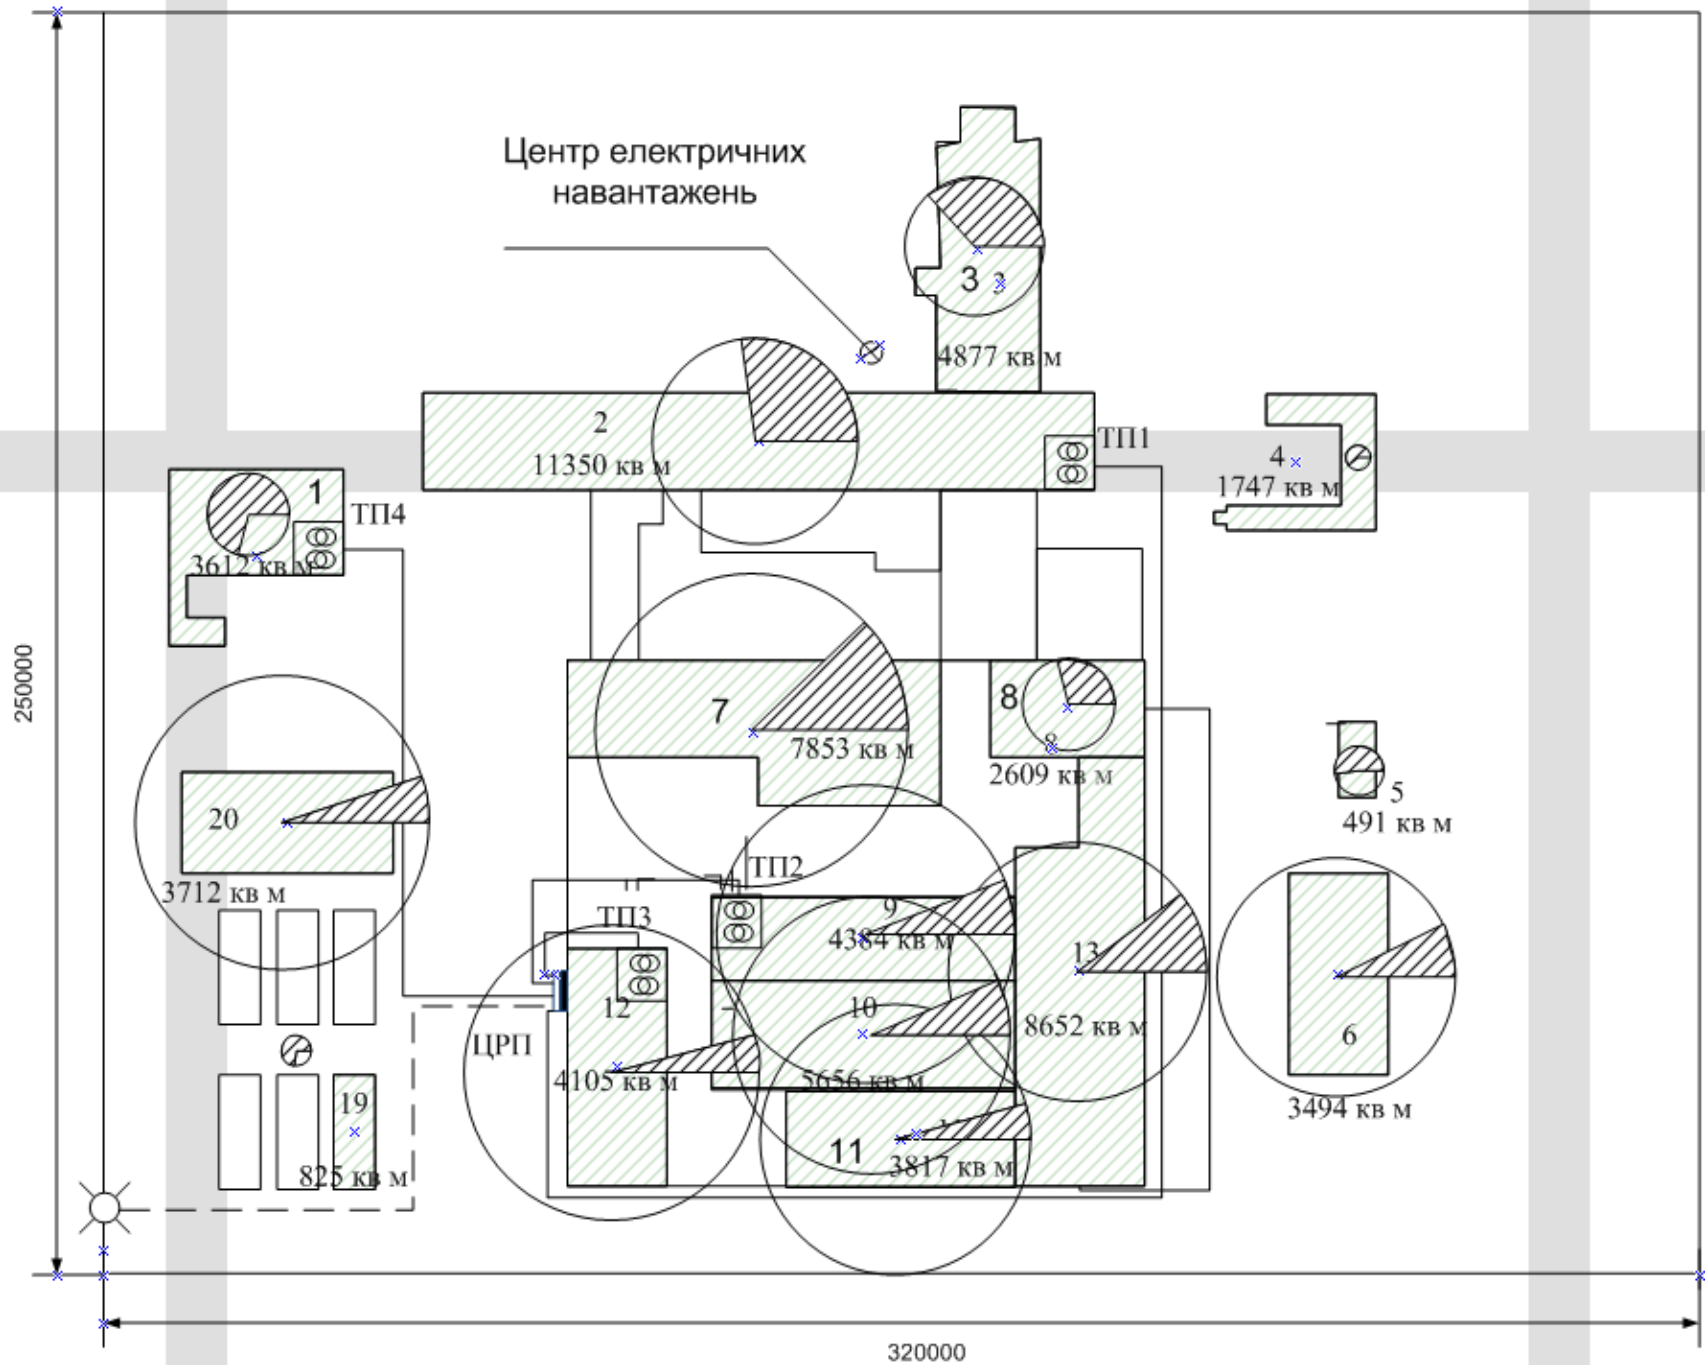 Центр електричних
навантажень
3
3
4877 кв м
2
11350 кв м
ТП1
4
1747 кв м
1
ТП4
3612 кв м
250000
7
7853 кв м
8
8
2609 кв м
5
491 кв м
20
3712 кв м
ТП2
9
4384 кв м
ТП3
12
ЦРП
4105 кв м
10
5656 кв м
13
8652 кв м
6
3494 кв м
19
825 кв м
11
3817 кв м
320000